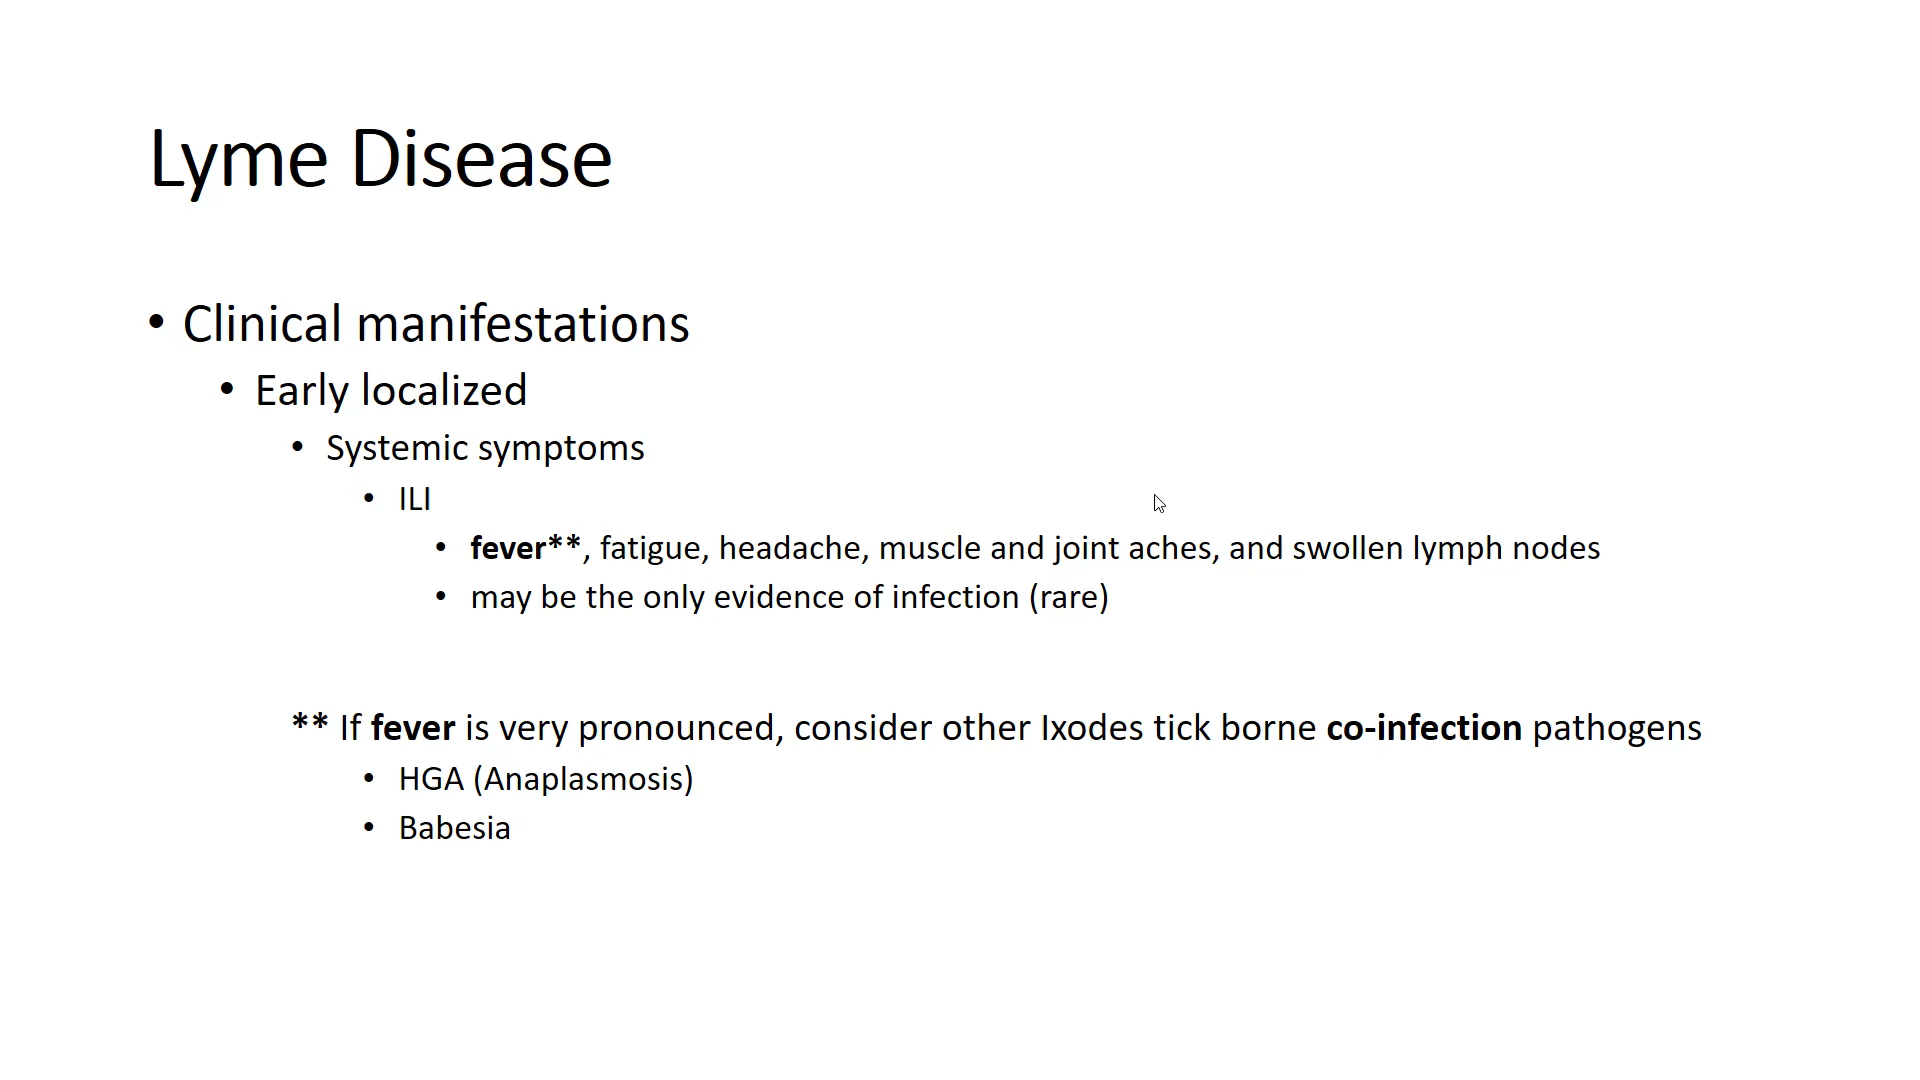 Lyme Disease
• Clinical manifestations
• Early localized
• Systemic symptoms
• ILI
• fever**, fatigue, headache, muscle and joint aches, and swollen lymph nodes
• may be the only evidence of infection (rare)
** If fever is very pronounced, consider other Ixodes tick borne co-infection pathogens
• HGA (Anaplasmosis)
• Babesia